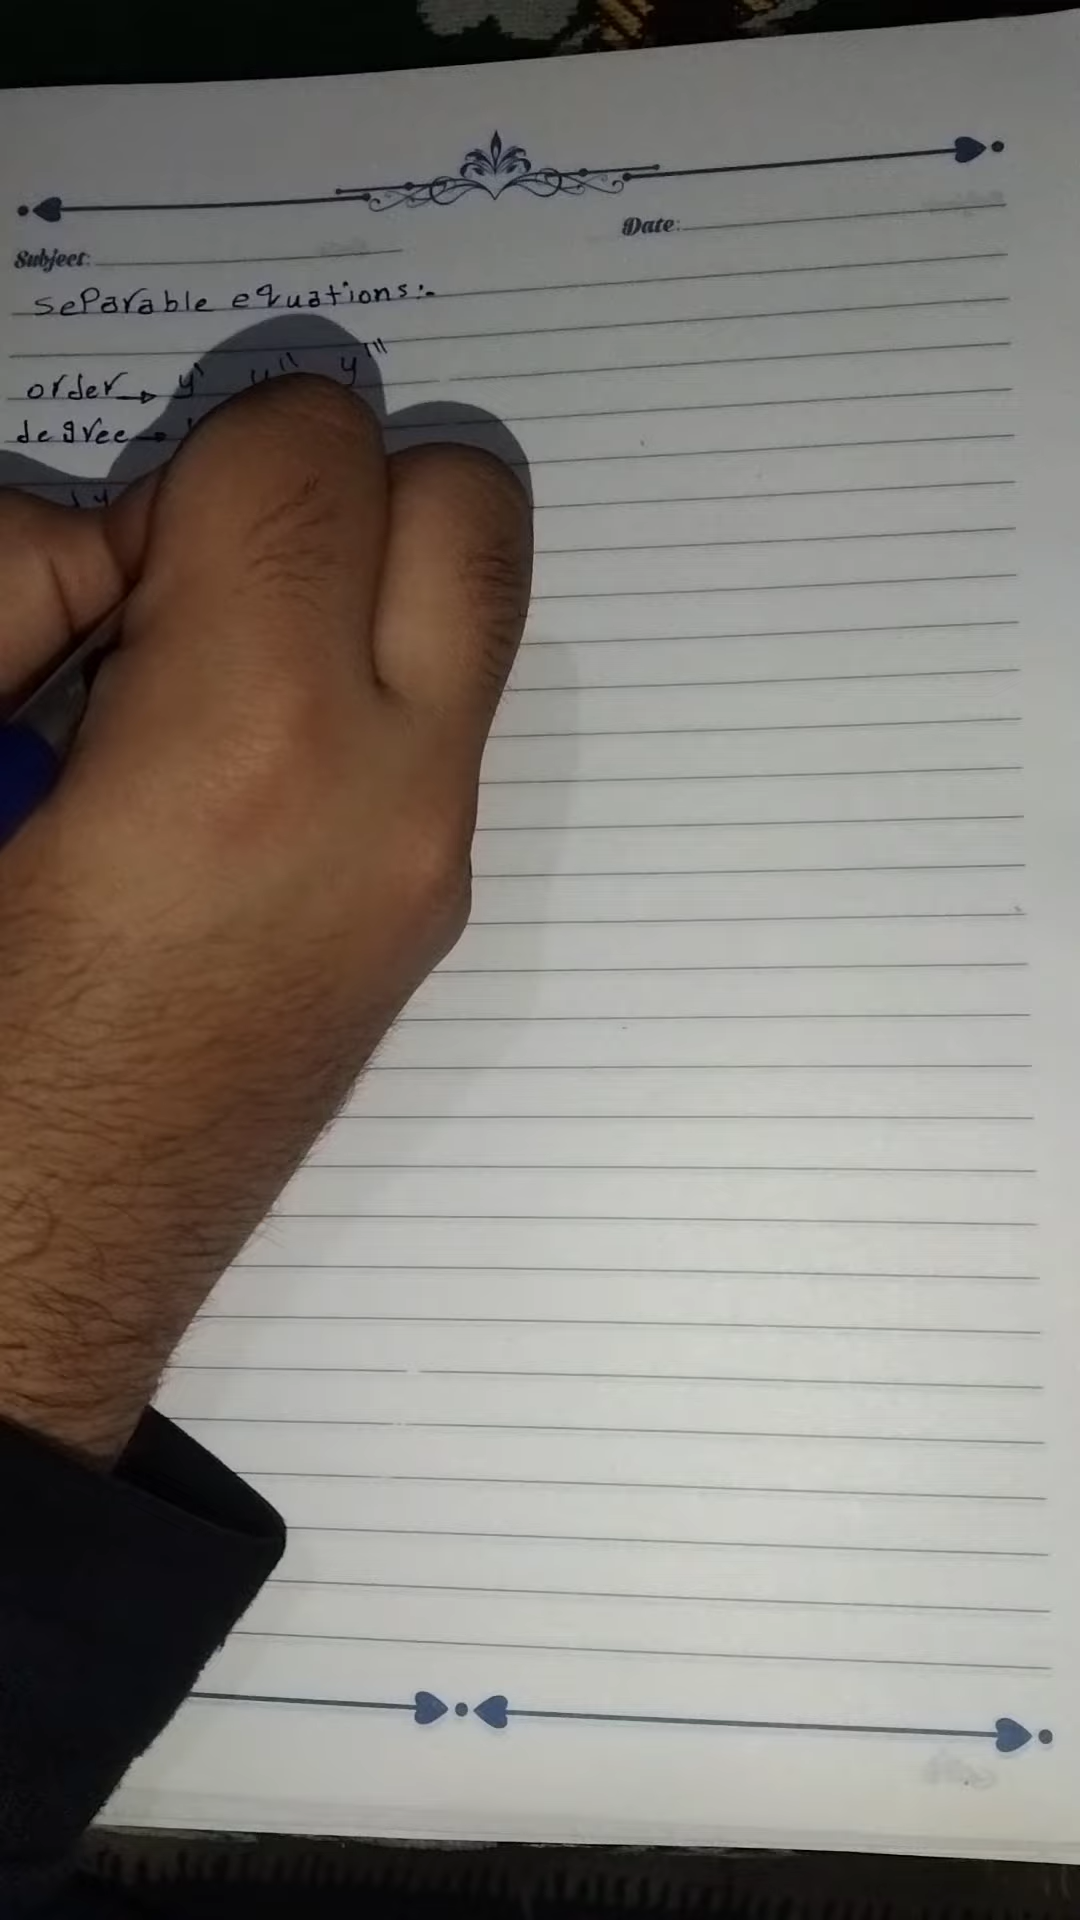 Date:
Subject:
separable equations:-
order → y' y'' y'''
degree →